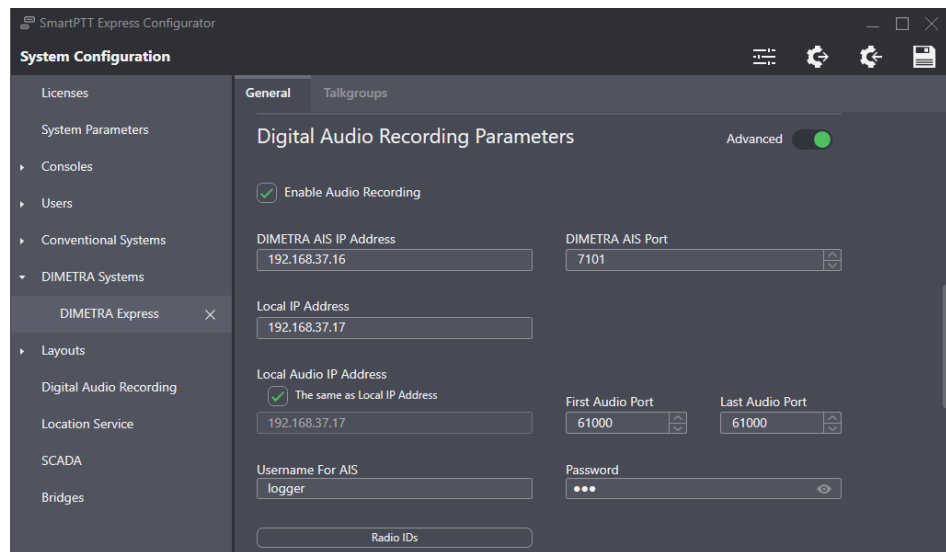 SmartPTT Express Configurator
System Configuration
Licenses
System Parameters
Consoles
Users
Conventional Systems
DIMETRA Systems
DIMETRA Express
Layouts
Digital Audio Recording
Location Service
SCADA
Bridges
General Talkgroups
Digital Audio Recording Parameters
Advanced
Enable Audio Recording
DIMETRA AIS IP Address DIMETRA AIS Port
192.168.37.16 7101
Local IP Address
192.168.37.17
Local Audio IP Address
The same as Local IP Address
First Audio Port Last Audio Port
192.168.37.17 61000 61000
Username For AIS Password
logger •••
Radio IDs